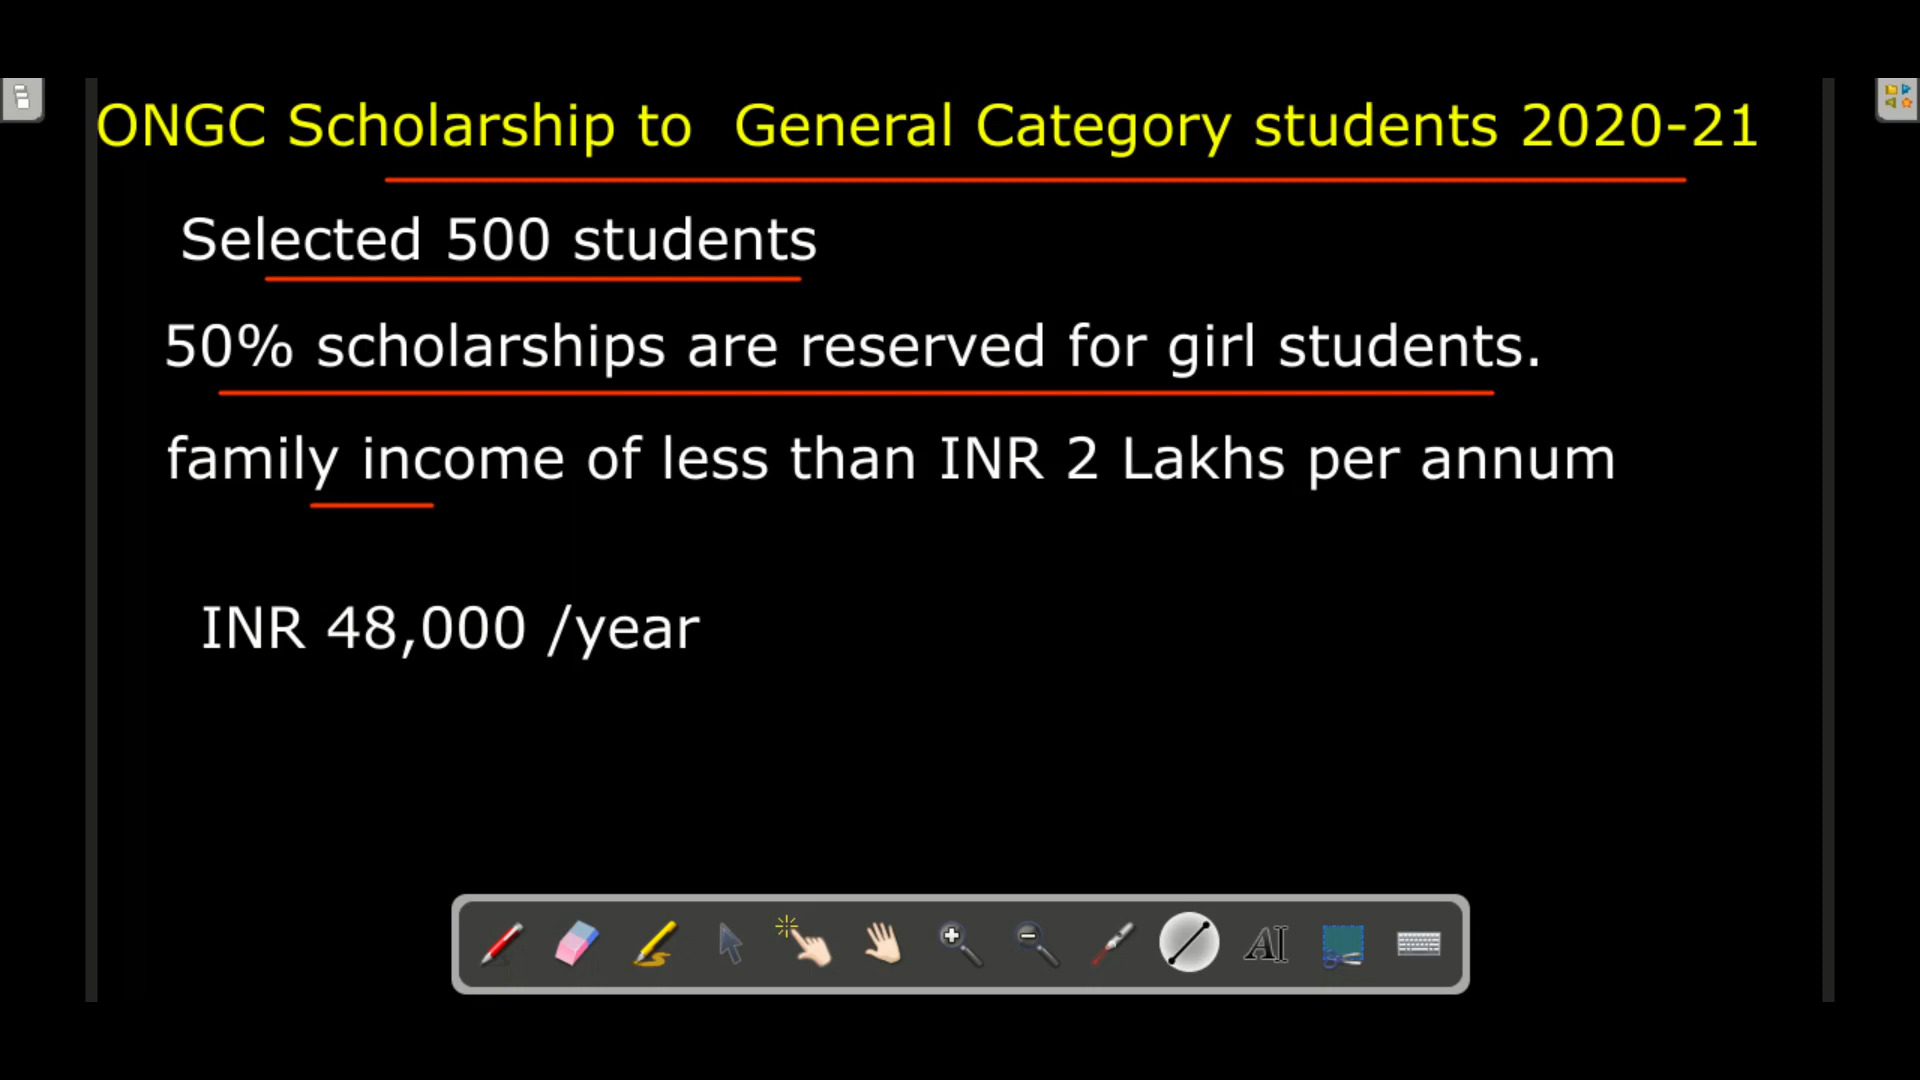 ONGC Scholarship to  General Category students 2020-21
Selected 500 students
50% scholarships are reserved for girl students.
family income of less than INR 2 Lakhs per annum
INR 48,000 /year
AI